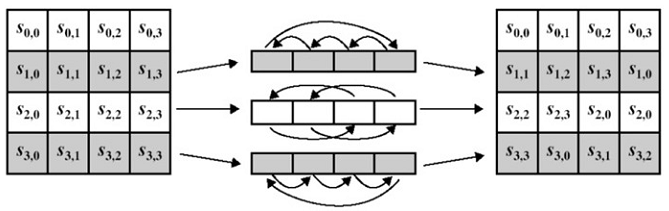 s0,0 s0,1 s0,2 s0,3
s1,0 s1,1 s1,2 s1,3
s2,0 s2,1 s2,2 s2,3
s3,0 s3,1 s3,2 s3,3
s0,0 s0,1 s0,2 s0,3
s1,1 s1,2 s1,3 s1,0
s2,2 s2,3 s2,0 s2,0
s3,3 s3,0 s3,1 s3,2